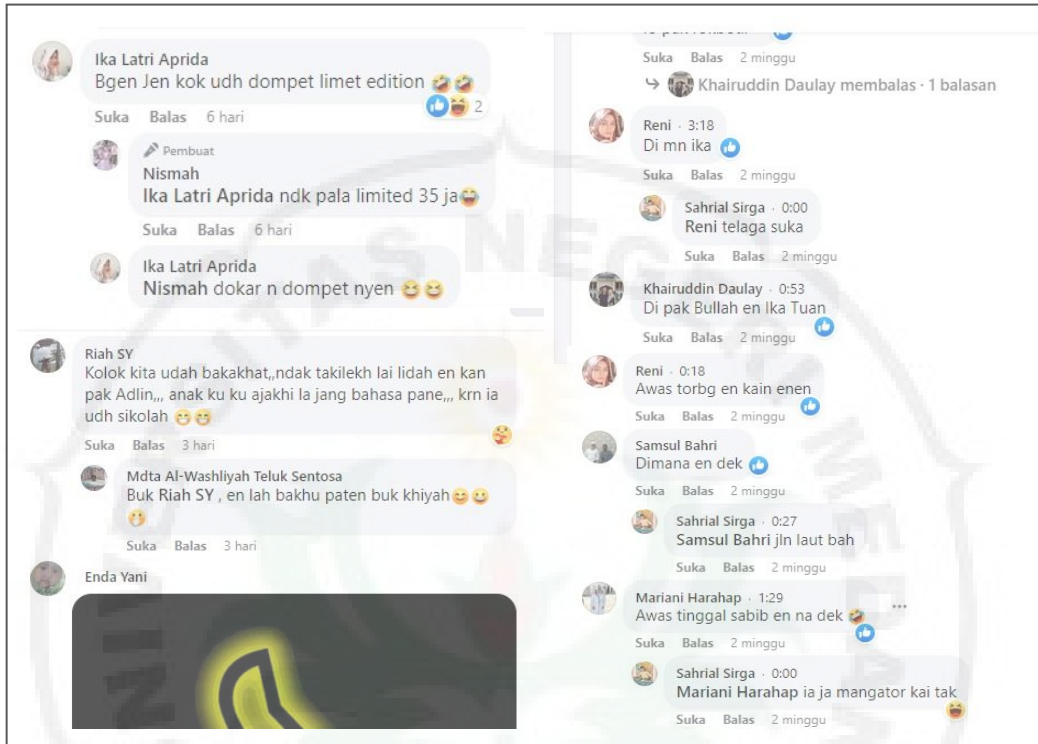 Ika Latri Aprida
Bgen Jen kok udh dompet limet edition 🤣🤣
2
Suka Balas 6 hari
Pembuat
Nismah
Ika Latri Aprida ndk pala limited 35 ja😂
Suka Balas 6 hari
Ika Latri Aprida
Nismah dokar n dompet nyen 😆😆
Riah SY
Kolok kita udah bakakhat,,ndak takilekh lai lidah en kan
pak Adlin,,, anak ku ku ajakhi la jang bahasa pane,,, krn ia
udh sikolah 😁😁
Suka Balas 3 hari
Mdta Al-Washliyah Teluk Sentosa
Buk Riah SY , en lah bakhu paten buk khiyah😊😀
🤭
Suka Balas 3 hari
Enda Yani
Suka Balas 2 minggu
Khairuddin Daulay membalas · 1 balasan
Reni · 3:18
Di mn ika
Suka Balas 2 minggu
Sahrial Sirga · 0:00
Reni telaga suka
Suka Balas 2 minggu
Khairuddin Daulay · 0:53
Di pak Bullah en Ika Tuan
Suka Balas 2 minggu
Reni · 0:18
Awas torbg en kain enen
Suka Balas 2 minggu
Samsul Bahri
Dimana en dek
Suka Balas 2 minggu
Sahrial Sirga · 0:27
Samsul Bahri jln laut bah
Suka Balas 2 minggu
Mariani Harahap · 1:29
Awas tinggal sabib en na dek 🤣
Suka Balas 2 minggu
Sahrial Sirga · 0:00
Mariani Harahap ia ja mangator kai tak
Suka Balas 2 minggu